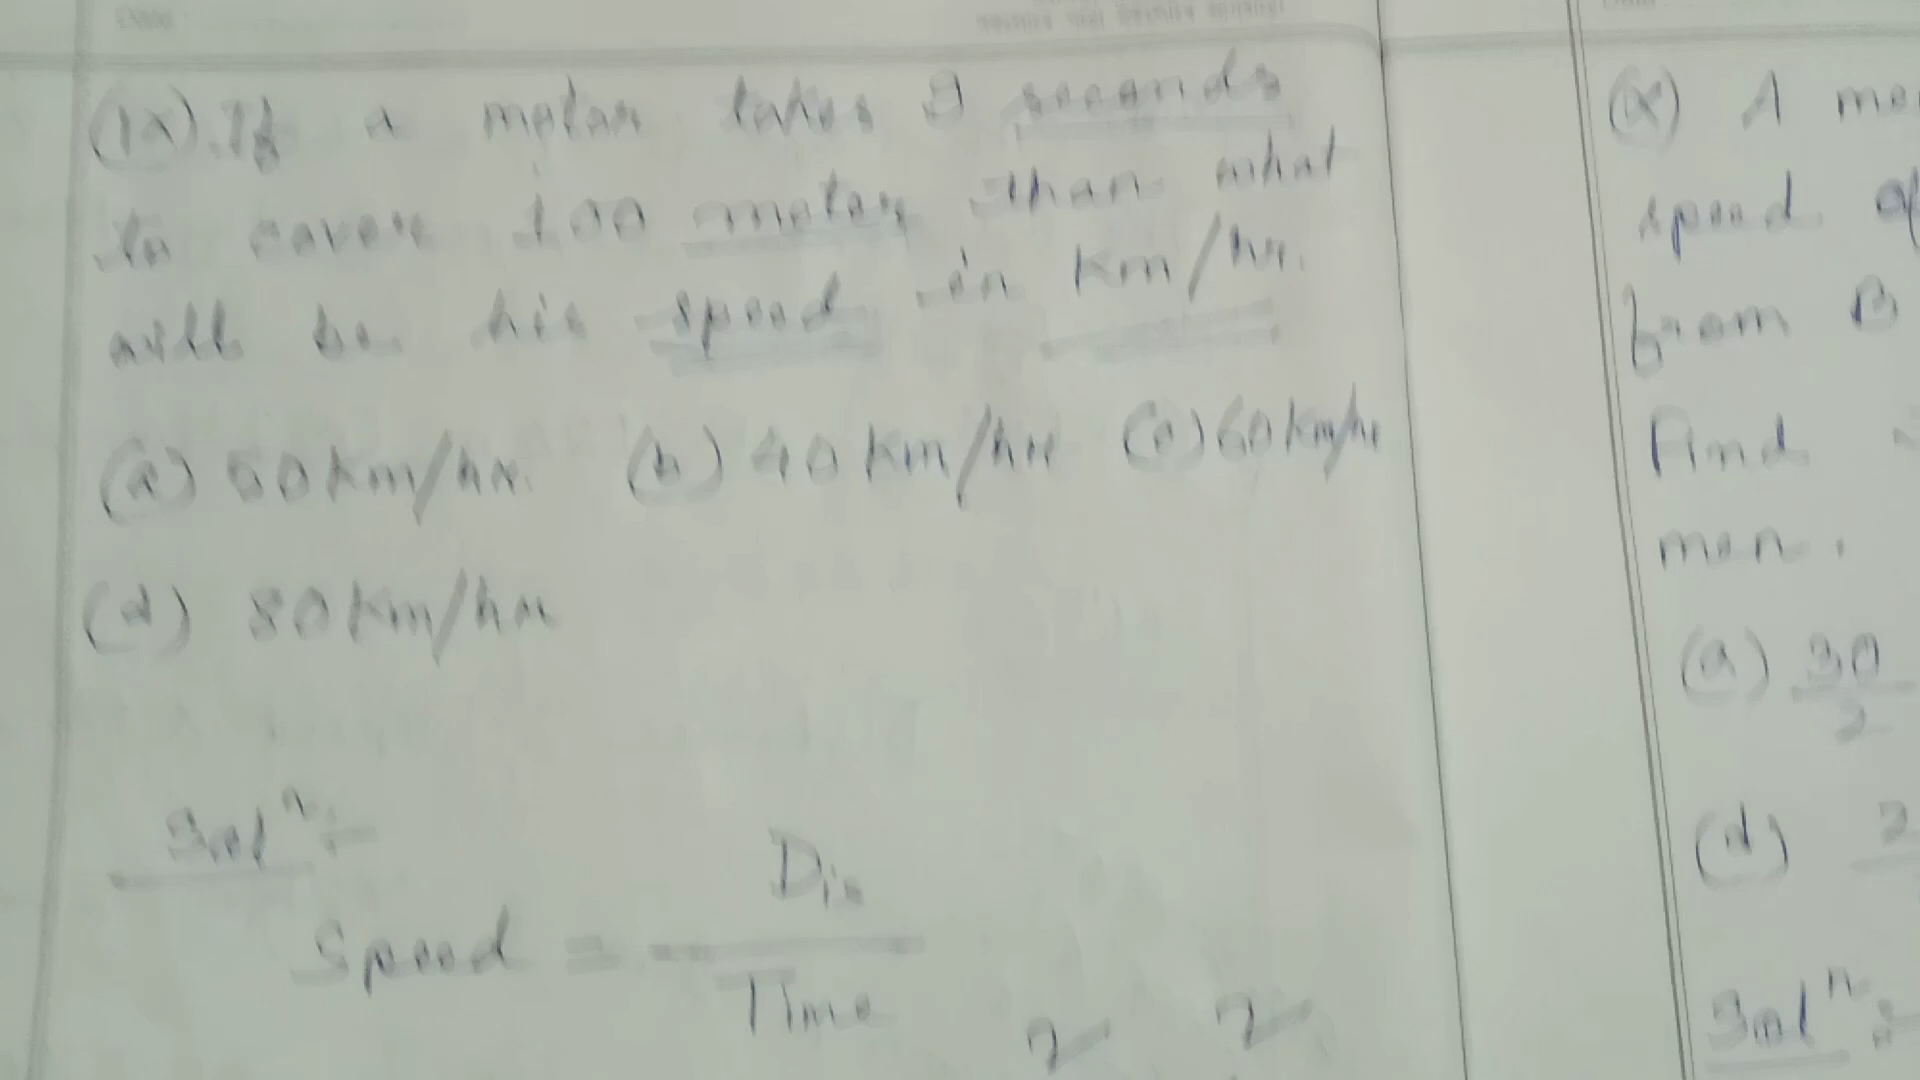 (ix). If a motor takes 9 seconds
to cover 100 meter than what
will be his speed in km/hr.
(a) 50 km/hr. (b) 40 km/hr (c) 60 km/hr
(d) 80 km/hr
Solⁿ:-
Speed = Dis / Time
(x) A
speed of
from B
Find
men.
(a) 30/2
(d) 2
Solⁿ:-